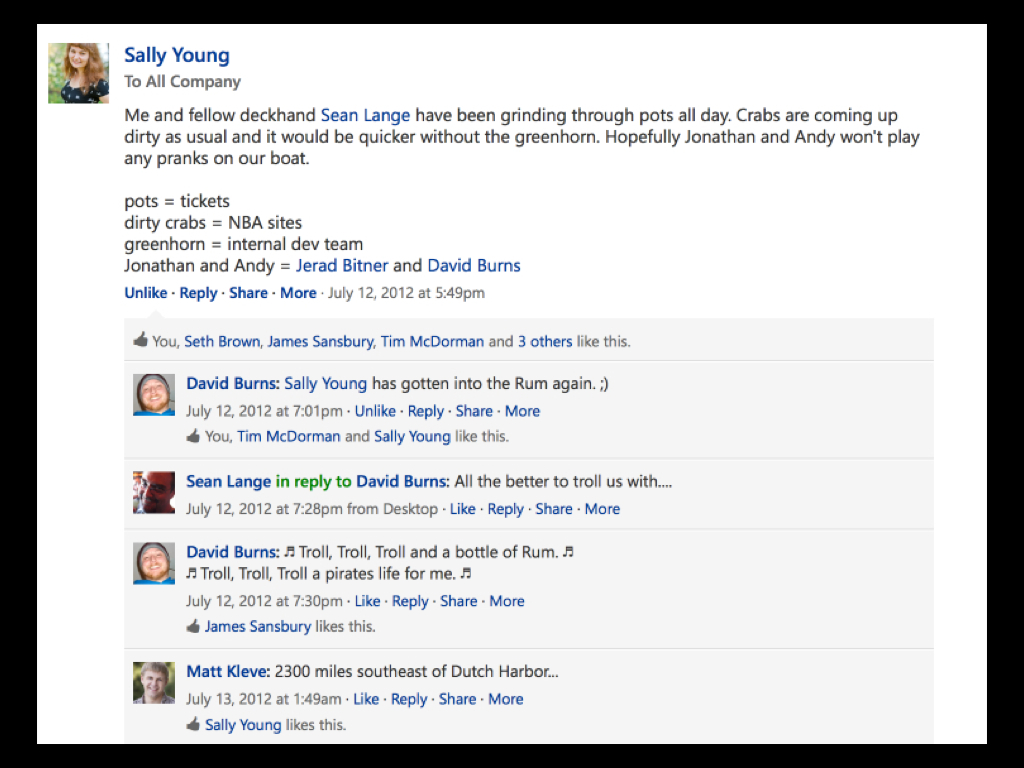 Sally Young
To All Company
Me and fellow deckhand Sean Lange have been grinding through pots all day. Crabs are coming up
dirty as usual and it would be quicker without the greenhorn. Hopefully Jonathan and Andy won't play
any pranks on our boat.
pots = tickets
dirty crabs = NBA sites
greenhorn = internal dev team
Jonathan and Andy = Jerad Bitner and David Burns
Unlike · Reply · Share · More · July 12, 2012 at 5:49pm
You, Seth Brown, James Sansbury, Tim McDorman and 3 others like this.
David Burns: Sally Young has gotten into the Rum again. ;)
July 12, 2012 at 7:01pm · Unlike · Reply · Share · More
You, Tim McDorman and Sally Young like this.
Sean Lange in reply to David Burns: All the better to troll us with....
July 12, 2012 at 7:28pm from Desktop · Like · Reply · Share · More
David Burns: ♬ Troll, Troll, Troll and a bottle of Rum. ♬
♬ Troll, Troll, Troll a pirates life for me. ♬
July 12, 2012 at 7:30pm · Like · Reply · Share · More
James Sansbury likes this.
Matt Kleve: 2300 miles southeast of Dutch Harbor...
July 13, 2012 at 1:49am · Like · Reply · Share · More
Sally Young likes this.